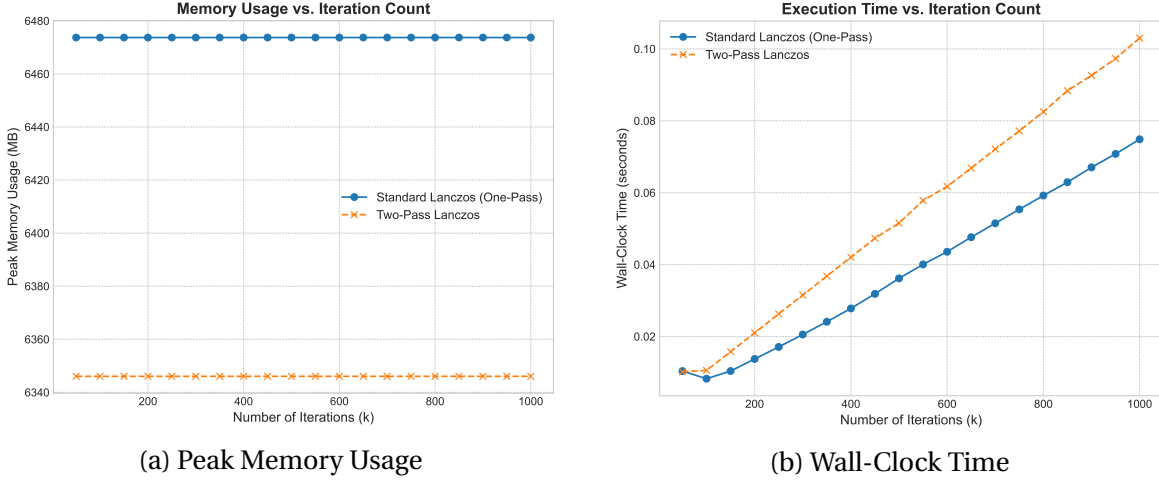 Memory Usage vs. Iteration Count
6480
6460
6440
6420
6400
6380
6360
6340
Peak Memory Usage (MB)
Standard Lanczos (One-Pass)
Two-Pass Lanczos
200
400
600
800
1000
Number of Iterations (k)
(a) Peak Memory Usage
Execution Time vs. Iteration Count
Standard Lanczos (One-Pass)
Two-Pass Lanczos
0.10
0.08
0.06
0.04
0.02
Wall-Clock Time (seconds)
200
400
600
800
1000
Number of Iterations (k)
(b) Wall-Clock Time